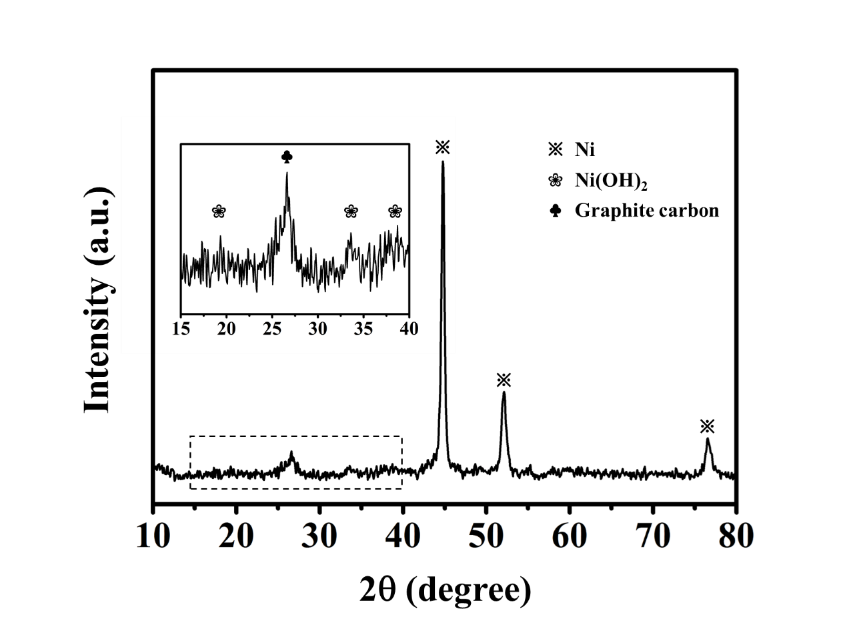 Intensity (a.u.)
※ Ni
❀ Ni(OH)₂
♣ Graphite carbon
15 20 25 30 35 40
10 20 30 40 50 60 70 80
2θ (degree)